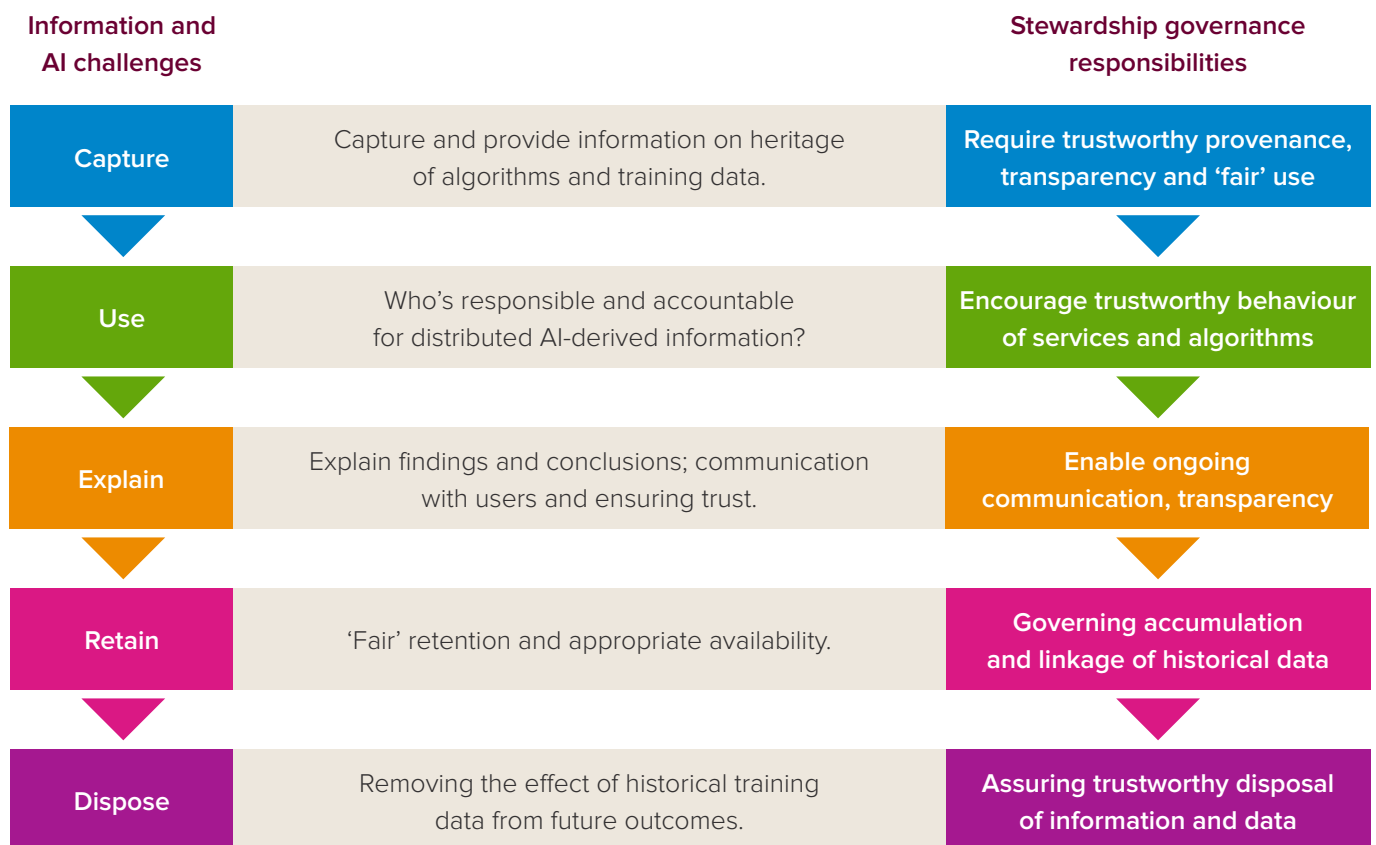 Information and
AI challenges
Stewardship governance
responsibilities
Capture
Capture and provide information on heritage
of algorithms and training data.
Require trustworthy provenance,
transparency and ‘fair’ use
Use
Who’s responsible and accountable
for distributed AI-derived information?
Encourage trustworthy behaviour
of services and algorithms
Explain
Explain findings and conclusions; communication
with users and ensuring trust.
Enable ongoing
communication, transparency
Retain
‘Fair’ retention and appropriate availability.
Governing accumulation
and linkage of historical data
Dispose
Removing the effect of historical training
data from future outcomes.
Assuring trustworthy disposal
of information and data